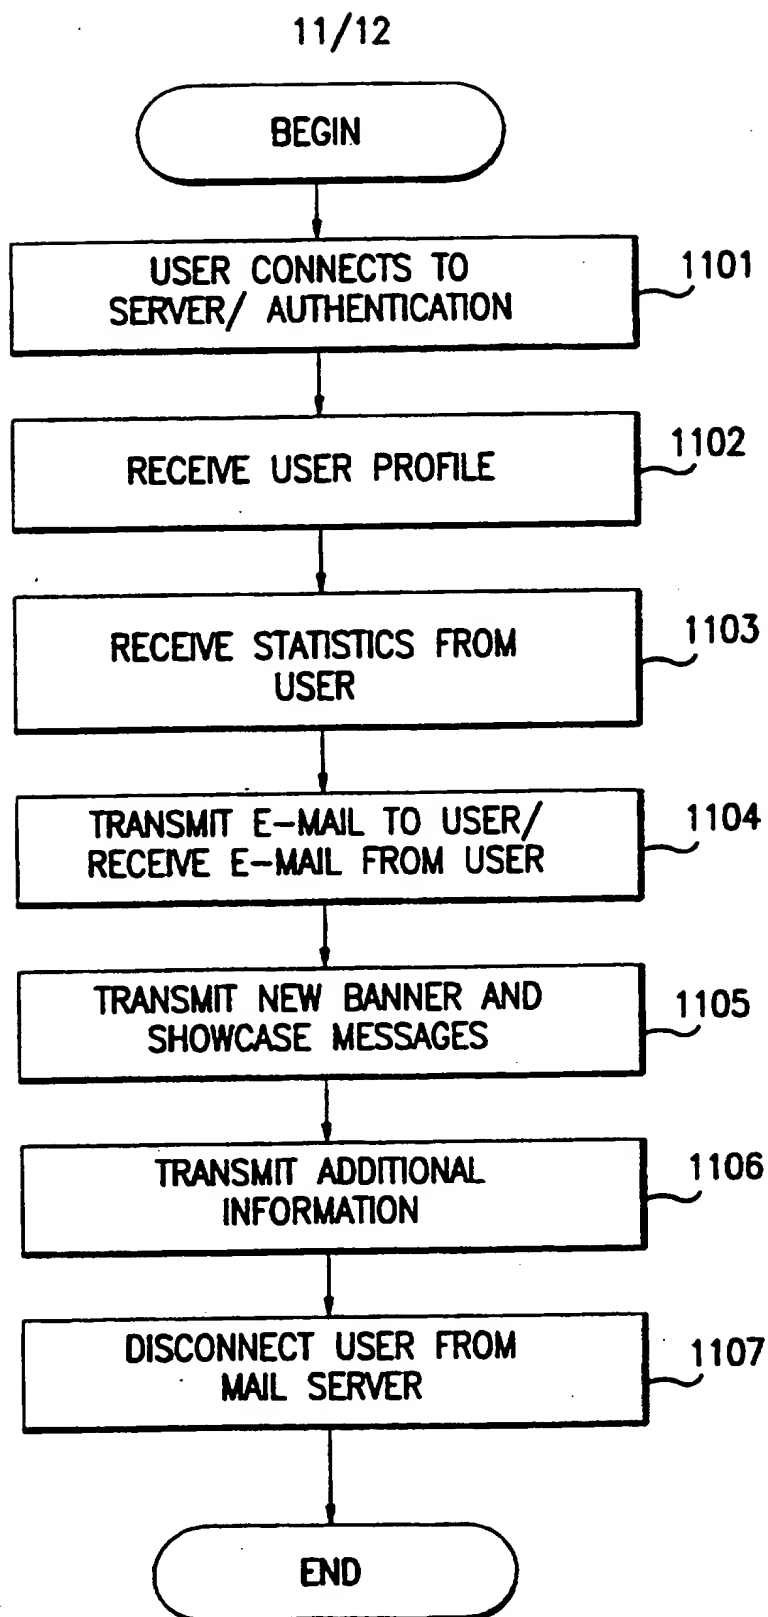 11/12
BEGIN
USER CONNECTS TO
SERVER/ AUTHENTICATION
1101
RECEIVE USER PROFILE
1102
RECEIVE STATISTICS FROM
USER
1103
TRANSMIT E-MAIL TO USER/
RECEIVE E-MAIL FROM USER
1104
TRANSMIT NEW BANNER AND
SHOWCASE MESSAGES
1105
TRANSMIT ADDITIONAL
INFORMATION
1106
DISCONNECT USER FROM
MAIL SERVER
1107
END